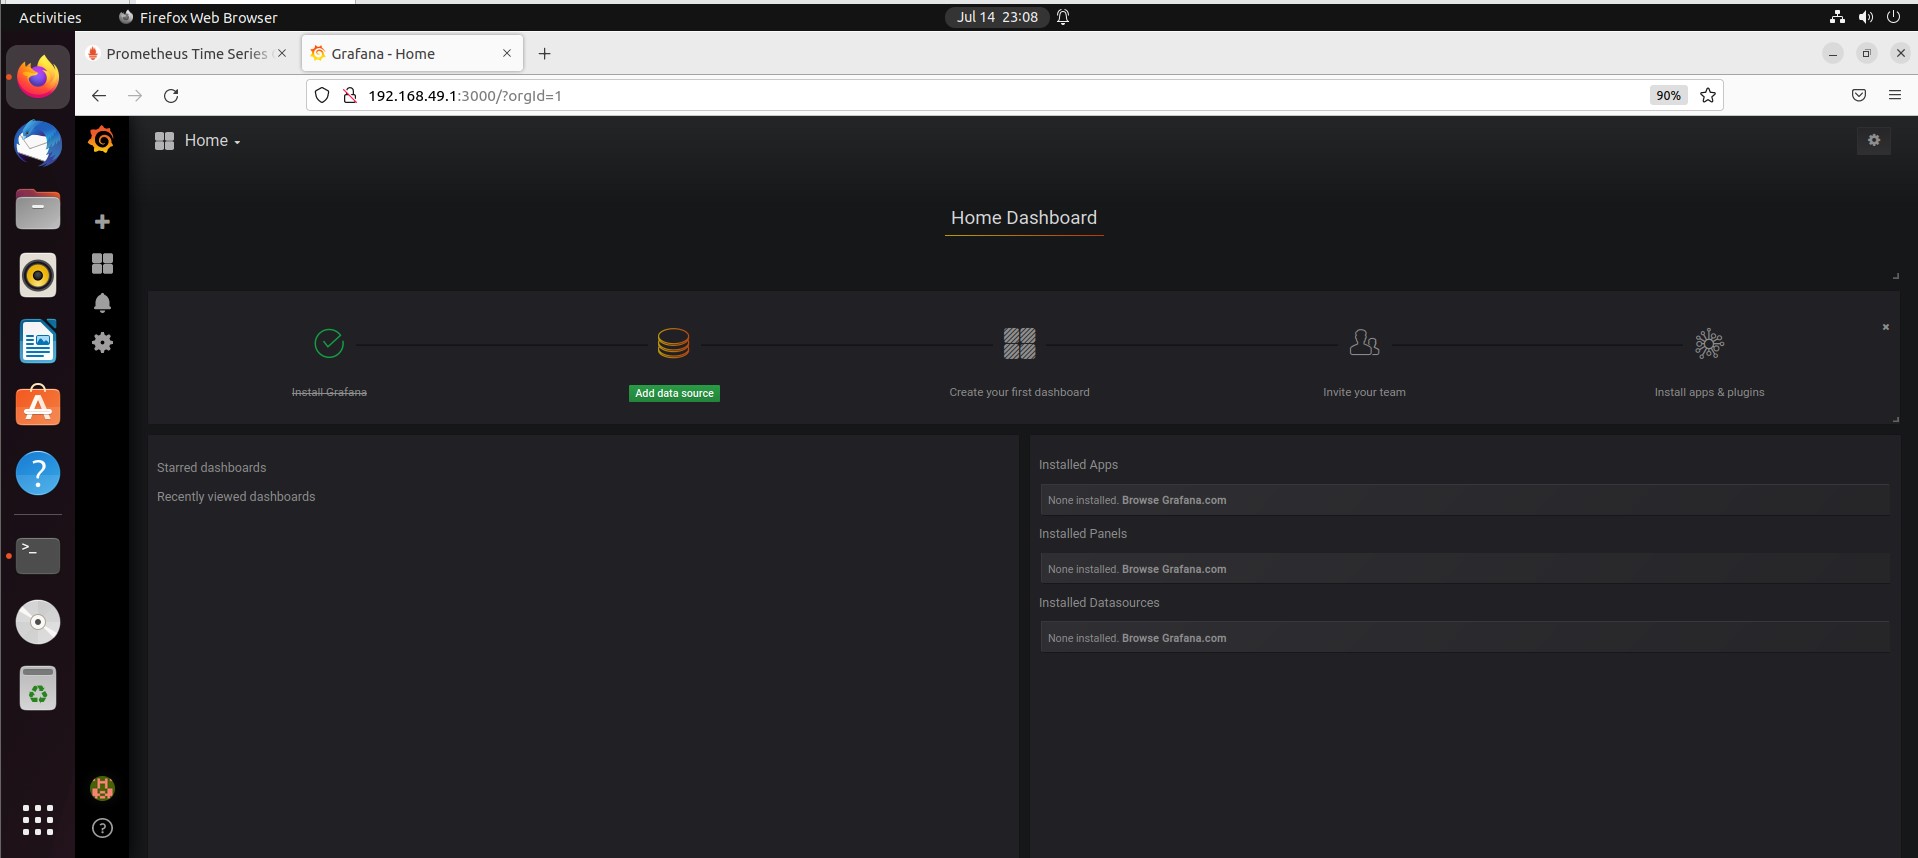 Activities
Firefox Web Browser
Jul 14 23:08
Prometheus Time Series
Grafana - Home
192.168.49.1:3000/?orgId=1
90%
Home
Home Dashboard
Install Grafana
Add data source
Create your first dashboard
Invite your team
Install apps & plugins
Starred dashboards
Recently viewed dashboards
Installed Apps
None installed. Browse Grafana.com
Installed Panels
None installed. Browse Grafana.com
Installed Datasources
None installed. Browse Grafana.com